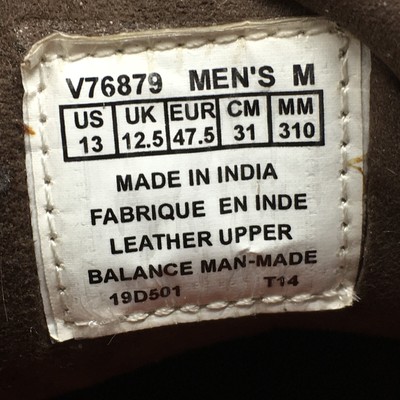 V76879 MEN'S M
US UK EUR CM MM
13 12.5 47.5 31 310
MADE IN INDIA
FABRIQUE EN INDE
LEATHER UPPER
BALANCE MAN-MADE
19D501 T14